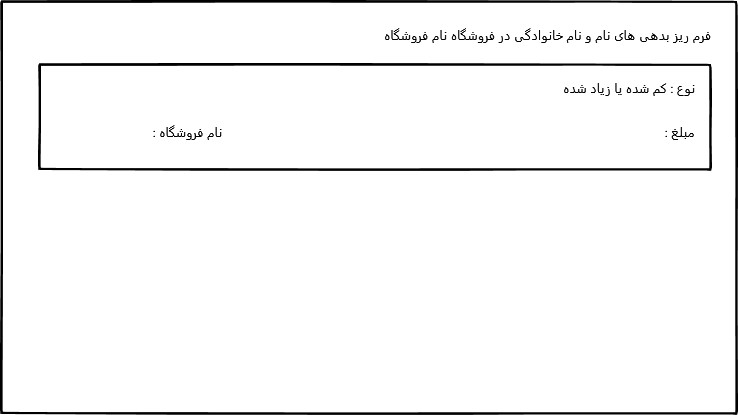 فرم ریز بدهی های نام و نام خانوادگی در فروشگاه نام فروشگاه
نوع : کم شده یا زیاد شده
مبلغ :
نام فروشگاه :